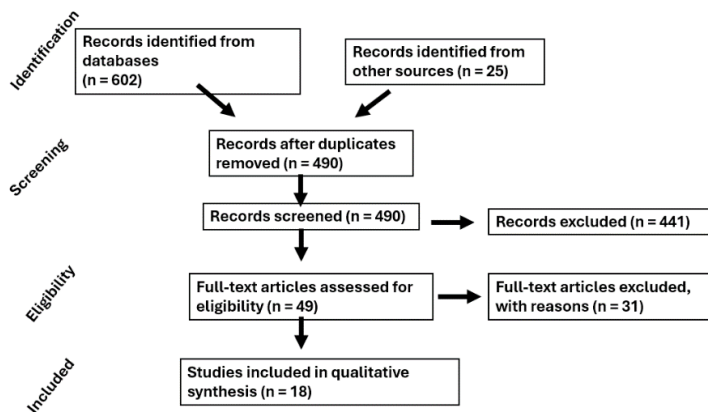 Identification
Records identified from
databases
(n = 602)
Records identified from
other sources (n = 25)
Screening
Records after duplicates
removed (n = 490)
Records screened (n = 490)
Records excluded (n = 441)
Eligibility
Full-text articles assessed for
eligibility (n = 49)
Full-text articles excluded,
with reasons (n = 31)
Included
Studies included in qualitative
synthesis (n = 18)